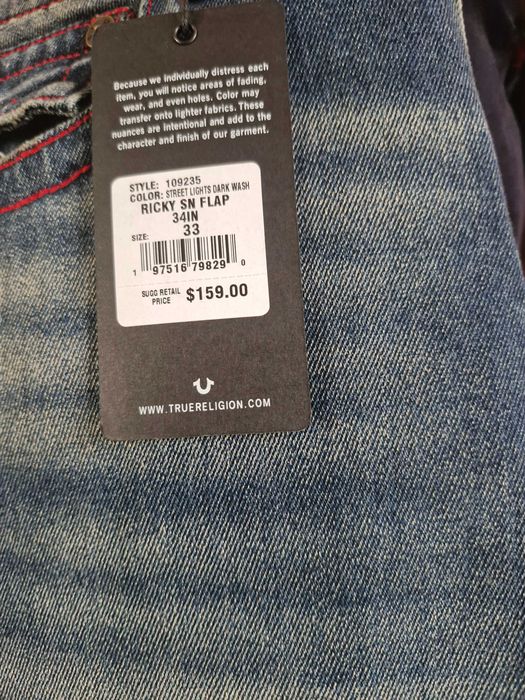 Because we individually distress each
item, you will notice areas of fading,
wear, and even holes. Color may
transfer onto lighter fabrics. These
nuances are intentional and add to the
character and finish of our garment.
STYLE: 109235
COLOR: STREET LIGHTS DARK WASH
RICKY SN FLAP
34IN
SIZE: 33
1 97516 79829 0
SUGG RETAIL
PRICE $159.00
WWW.TRUERELIGION.COM